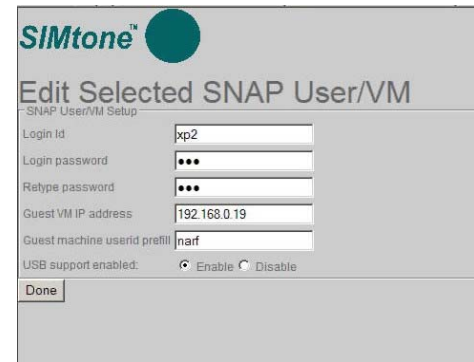 SIMtone™
Edit Selected SNAP User/VM
SNAP User/VM Setup
Login Id xp2
Login password •••
Retype password •••
Guest VM IP address 192.168.0.19
Guest machine userid prefill narf
USB support enabled: Enable Disable
Done